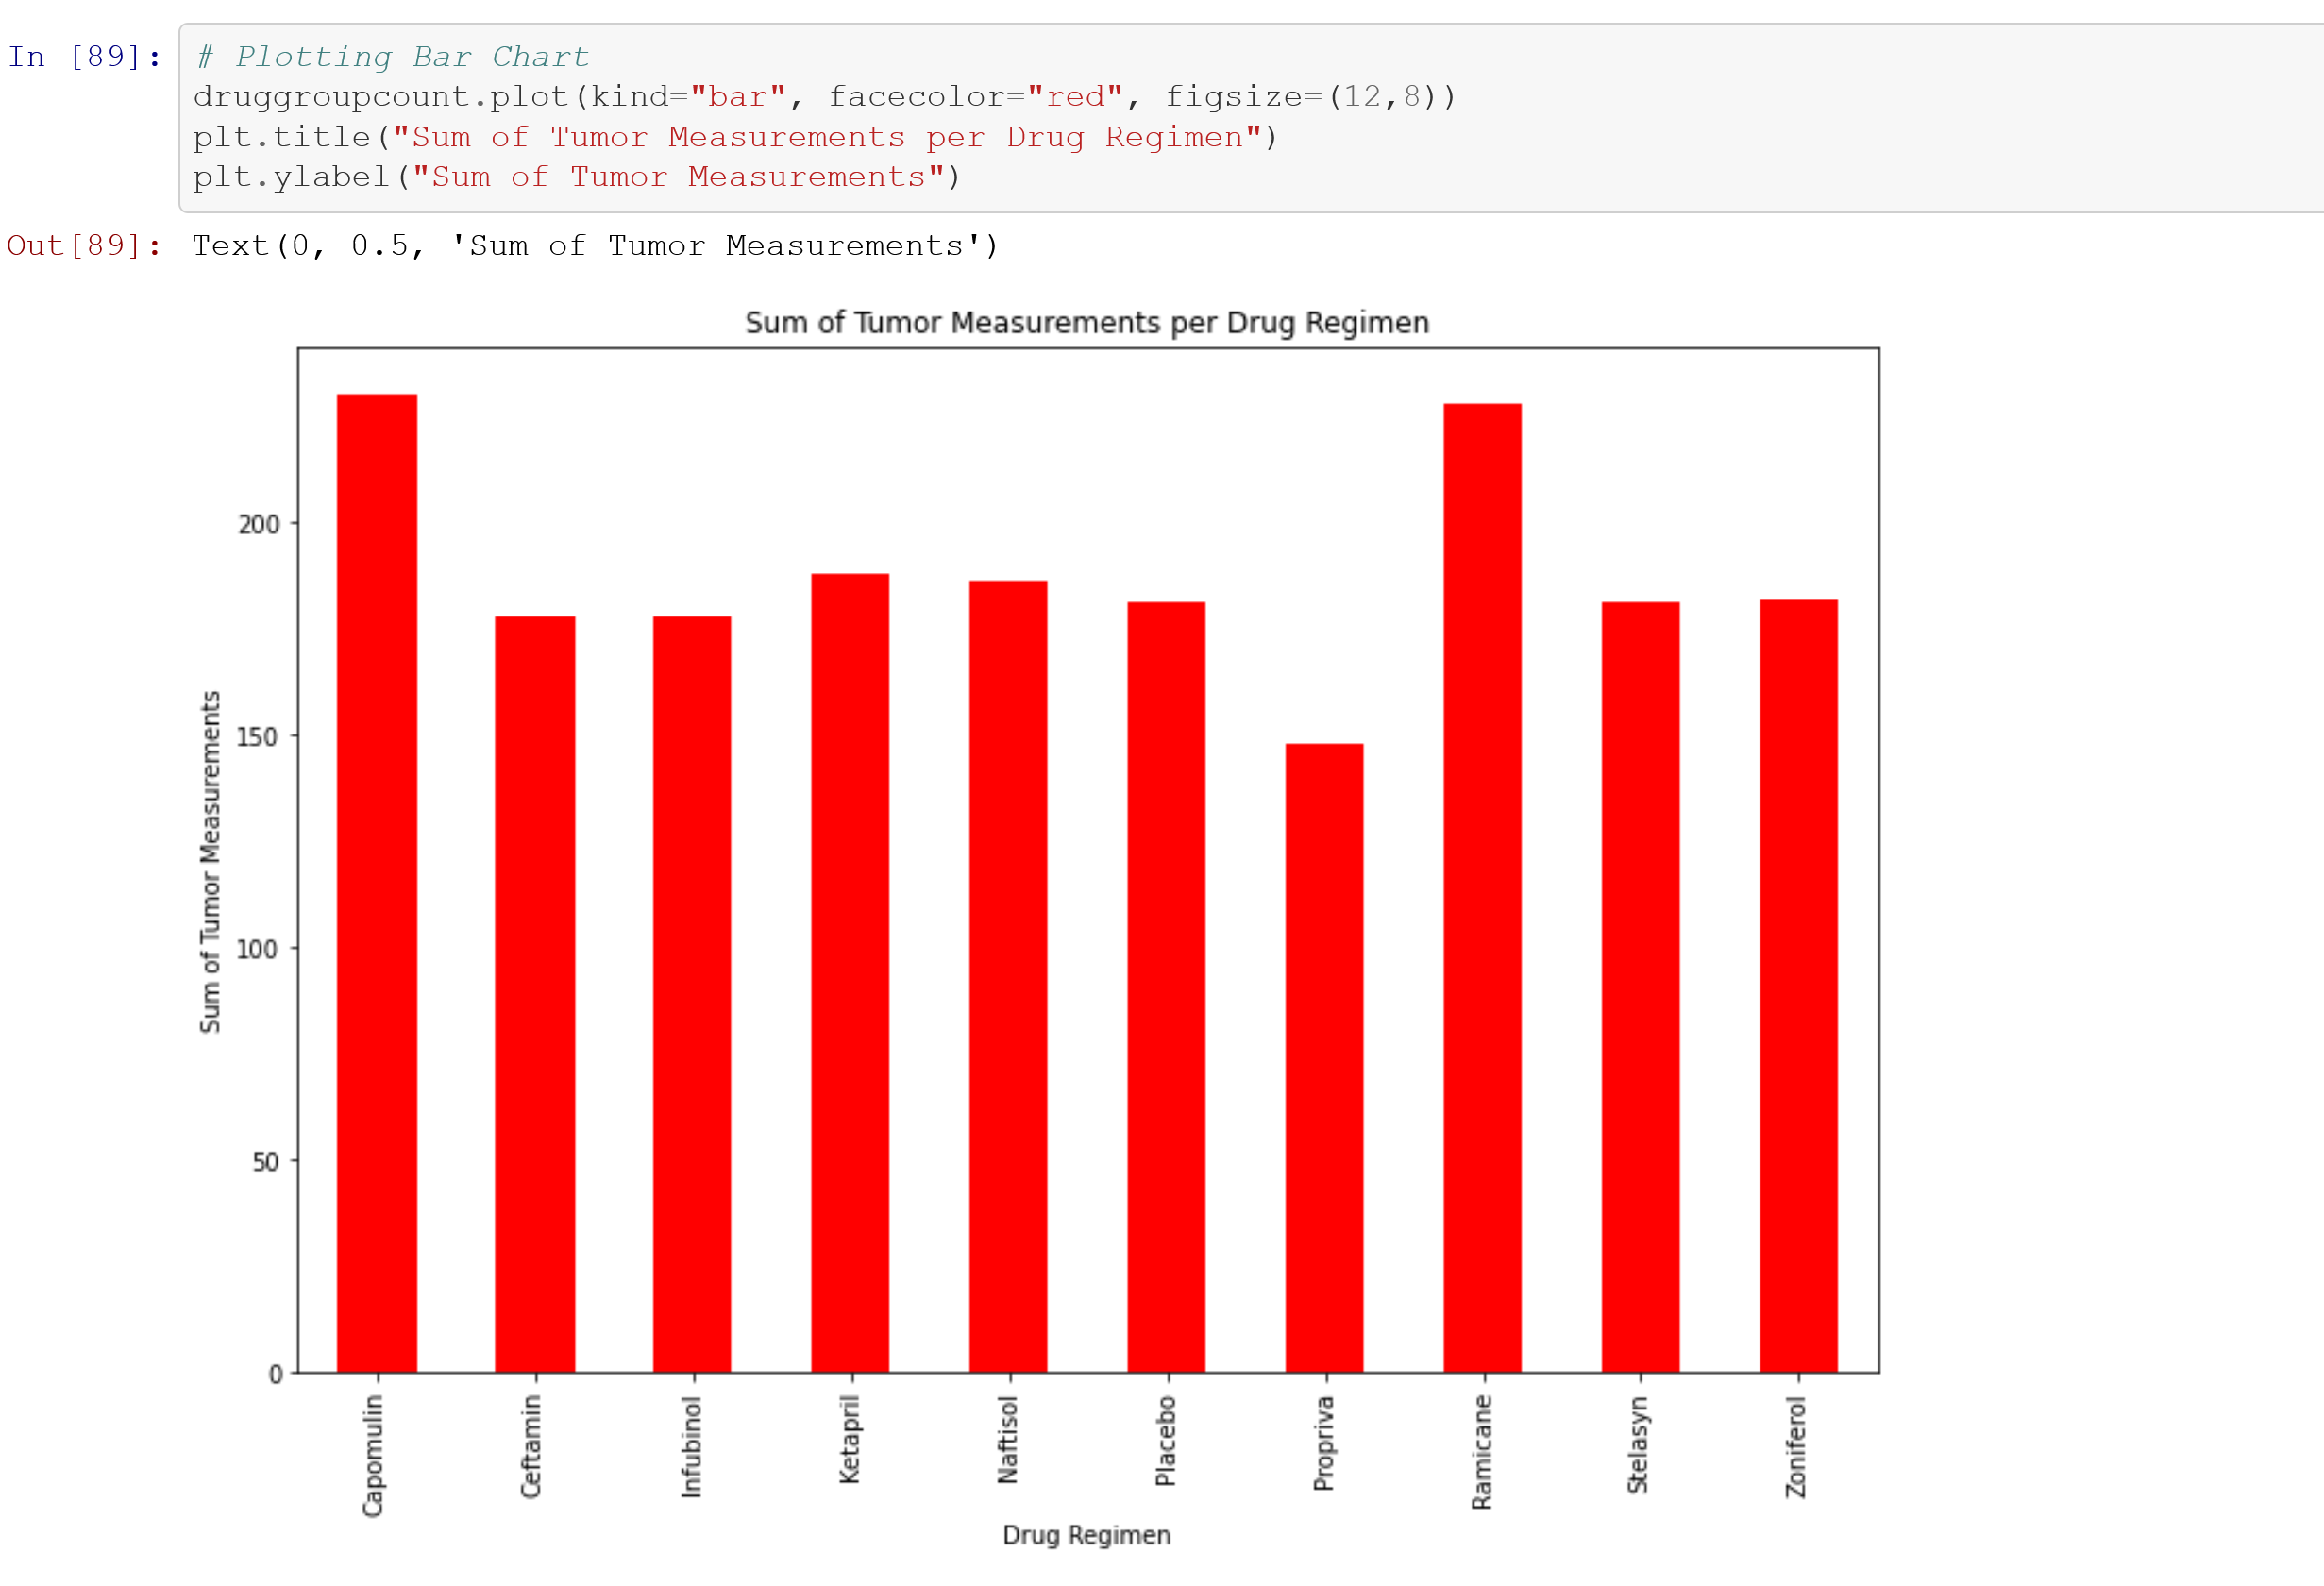 In [89]: # Plotting Bar Chart
druggroupcount.plot(kind="bar", facecolor="red", figsize=(12,8))
plt.title("Sum of Tumor Measurements per Drug Regimen")
plt.ylabel("Sum of Tumor Measurements")
Out[89]: Text(0, 0.5, 'Sum of Tumor Measurements')
Sum of Tumor Measurements per Drug Regimen
Sum of Tumor Measurements
200
150
100
50
0
Capomulin
Ceftamin
Infubinol
Ketapril
Naftisol
Placebo
Propriva
Ramicane
Stelasyn
Zoniferol
Drug Regimen